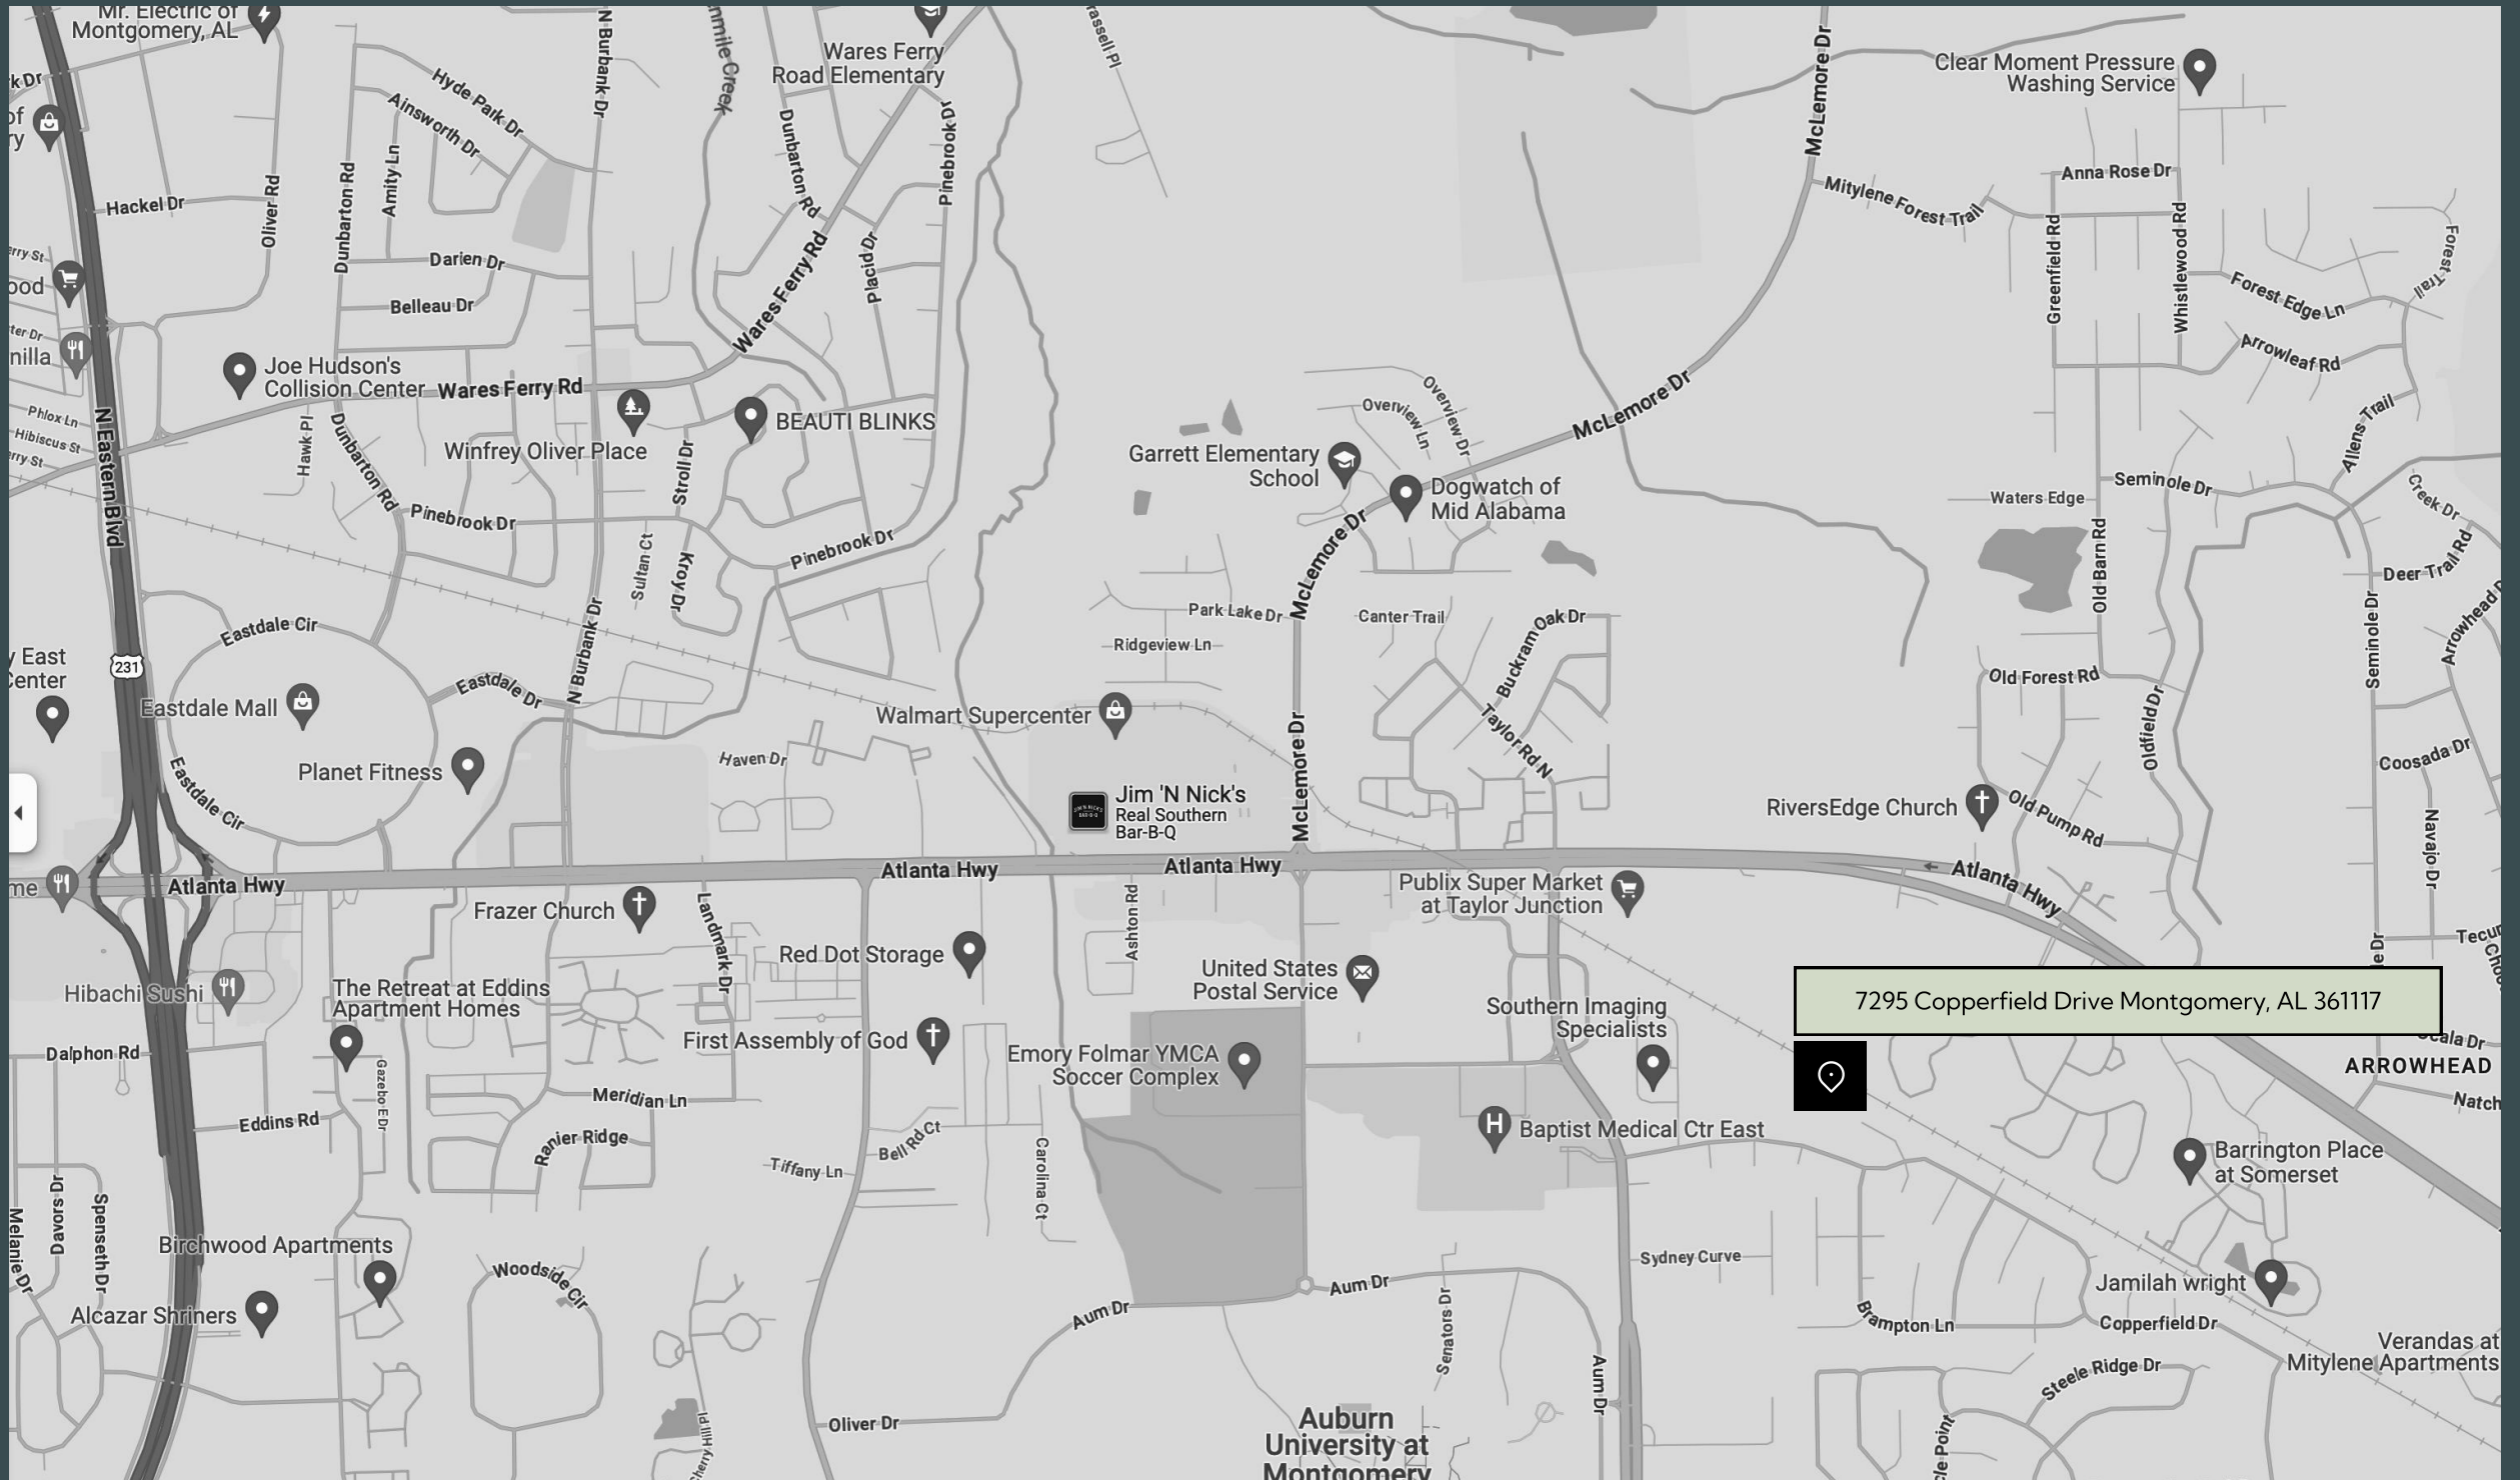 Mr. Electric of
Montgomery, AL
N Burbank Dr
Wares Ferry
Road Elementary
McLemore Dr
Clear Moment Pressure
Washing Service
Hyde Park Dr
Ainsworth Dr
Dunbarton Rd
Pinebrook Dr
Hackel Dr
Oliver Rd
Dunbarton Rd
Amity Ln
Anna Rose Dr
Mitylene Forest Trail
Greenfield Rd
Whistlewood Rd
Forest Trail
Darien Dr
Belleau Dr
Wares Ferry Rd
Placid Dr
Forest Edge Ln
Arrowleaf Rd
Joe Hudson's
Collision Center
Wares Ferry Rd
Winfrey Oliver Place
BEAUTI BLINKS
Phlox Ln
Hibiscus St
N Eastern Blvd
Hawk Pl
Dunbarton Rd
Stroll Dr
Overview Dr
Overview Ln
McLemore Dr
Garrett Elementary
School
Dogwatch of
Mid Alabama
Allens Trail
Waters Edge
Seminole Dr
Creek Dr
Pinebrook Dr
Pinebrook Dr
Sultan Ct
Kroy Dr
McLemore Dr
Old Barn Rd
Deer Trail Rd
Eastdale Cir
Park Lake Dr
Ridgeview Ln
Canter Trail
Buckram Oak Dr
Seminole Dr
Arrowhead
231
N Burbank Dr
Eastdale Mall
Eastdale Dr
Walmart Supercenter
Old Forest Rd
Oldfield Dr
Taylor Rd N
McLemore Dr
Haven Dr
Planet Fitness
Coosada Dr
Eastdale Cir
Jim 'N Nick's
Real Southern
Bar-B-Q
RiversEdge Church
Old Pump Rd
Navajo Dr
Atlanta Hwy
Atlanta Hwy
Atlanta Hwy
Atlanta Hwy
Frazer Church
Landmark Dr
Ashton Rd
Publix Super Market
at Taylor Junction
Red Dot Storage
United States
Postal Service
Hibachi Sushi
The Retreat at Eddins
Apartment Homes
Southern Imaging
Specialists
7295 Copperfield Drive Montgomery, AL 361117
First Assembly of God
Emory Folmar YMCA
Soccer Complex
Dalphon Rd
Gazebo E Dr
ARROWHEAD
Meridian Ln
Eddins Rd
Ranier Ridge
Bell Rd Ct
Tiffany Ln
Carolina Ct
Baptist Medical Ctr East
Barrington Place
at Somerset
Melanie Dr
Davors Dr
Spenseth Dr
Birchwood Apartments
Woodside Cir
Alcazar Shriners
Aum Dr
Aum Dr
Sydney Curve
Senators Dr
Jamilah wright
Brampton Ln
Copperfield Dr
Steele Ridge Dr
Verandas at
Mitylene Apartments
Aum Dr
Oliver Dr
Auburn
University at
Montgomery